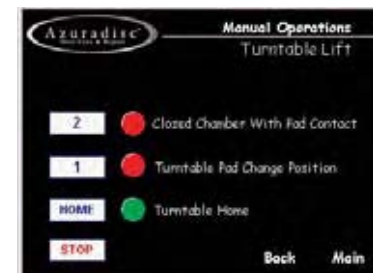 Azuradisc
Manual Operations
Turntable Lift
2 Closed Chamber With Pad Contact
1 Turntable Pad Change Position
HOME Turntable Home
STOP
Back Main